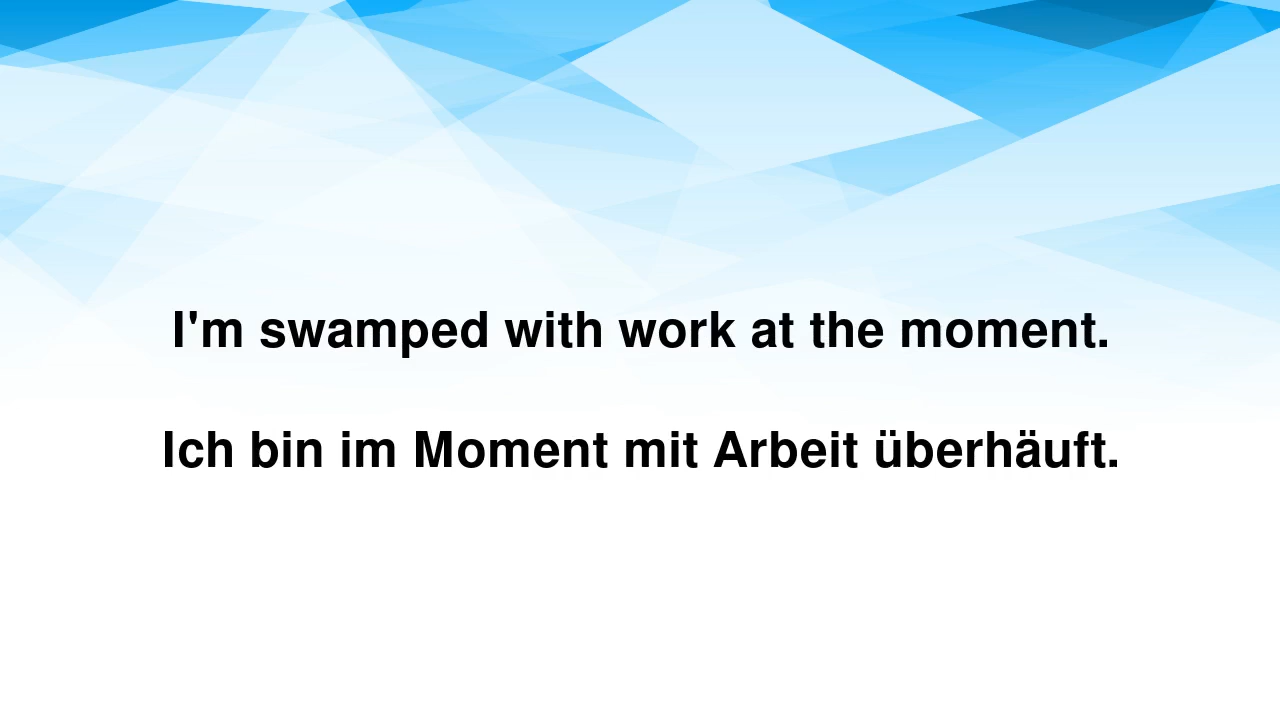 I'm swamped with work at the moment.
Ich bin im Moment mit Arbeit überhäuft.